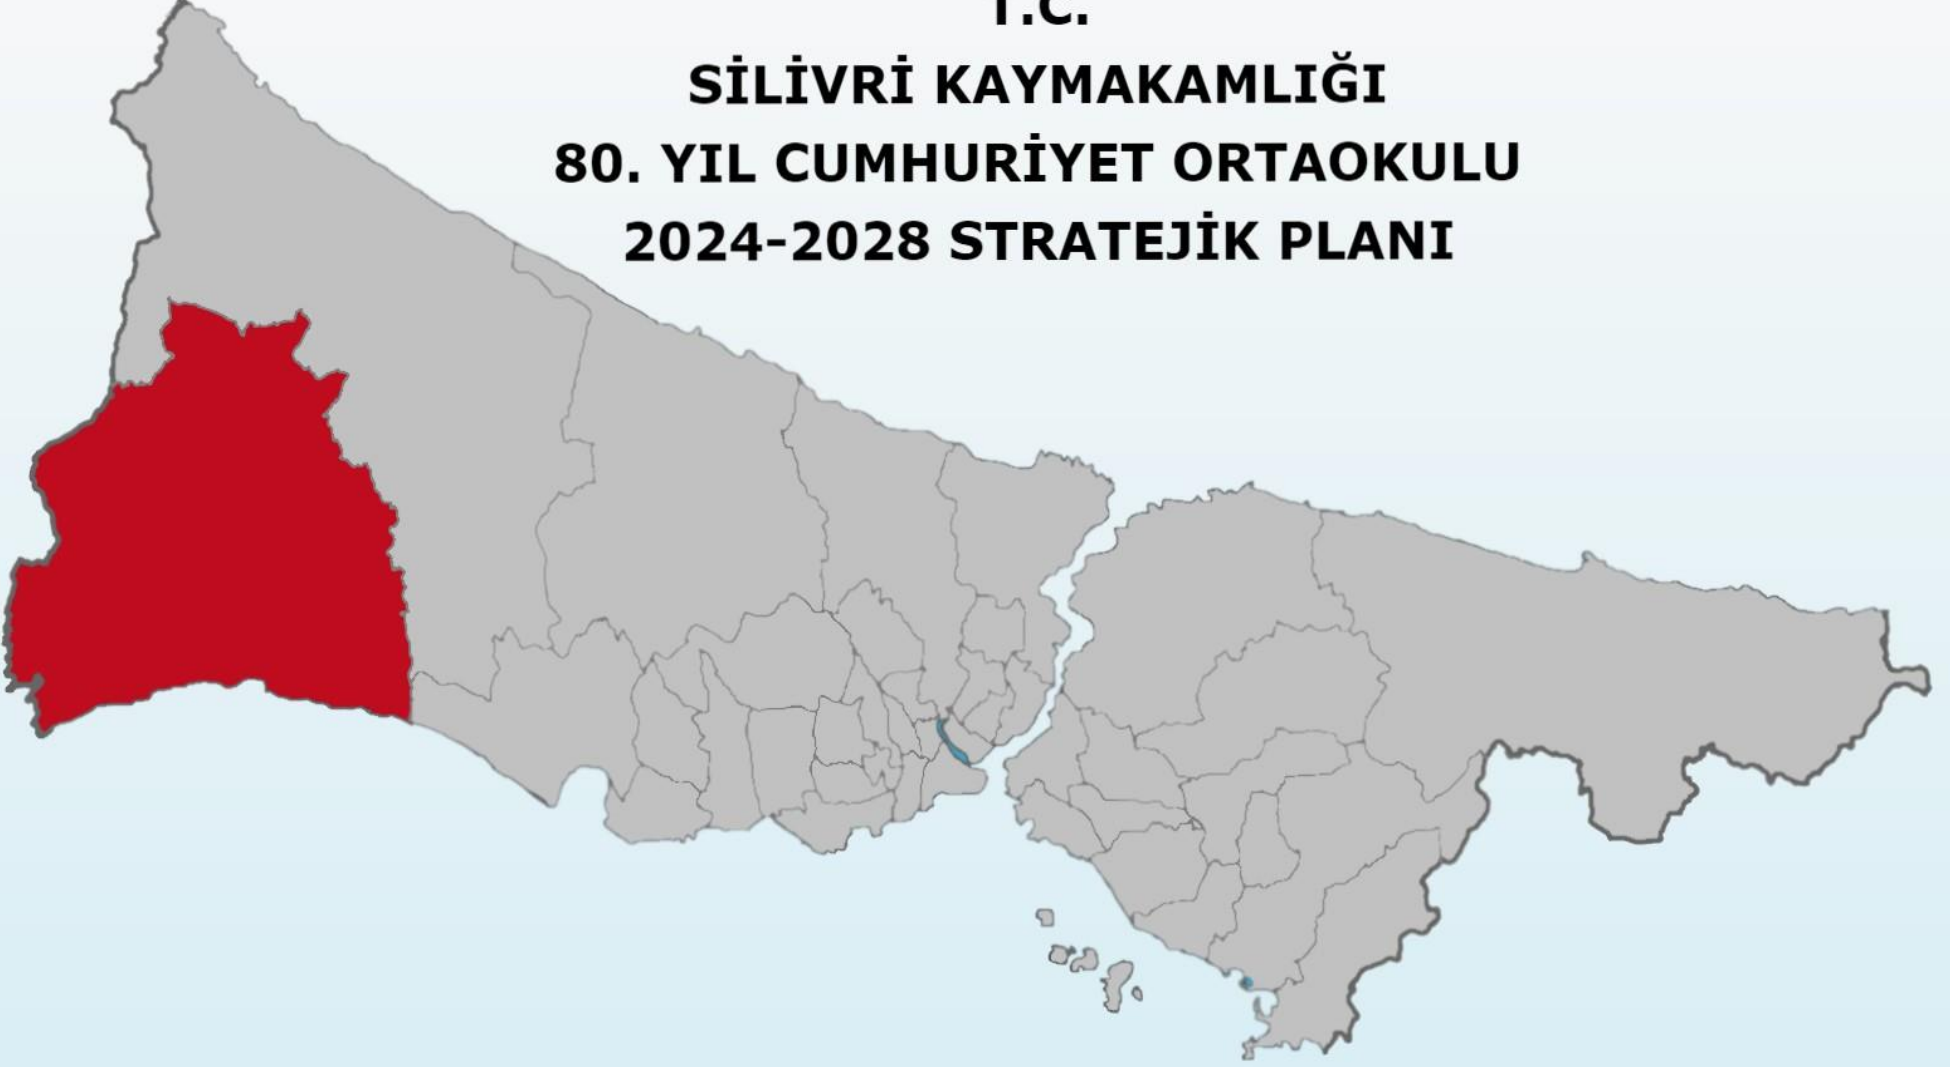 T.C.
SİLİVRİ KAYMAKAMLIĞI
80. YIL CUMHURİYET ORTAOKULU
2024-2028 STRATEJİK PLANI